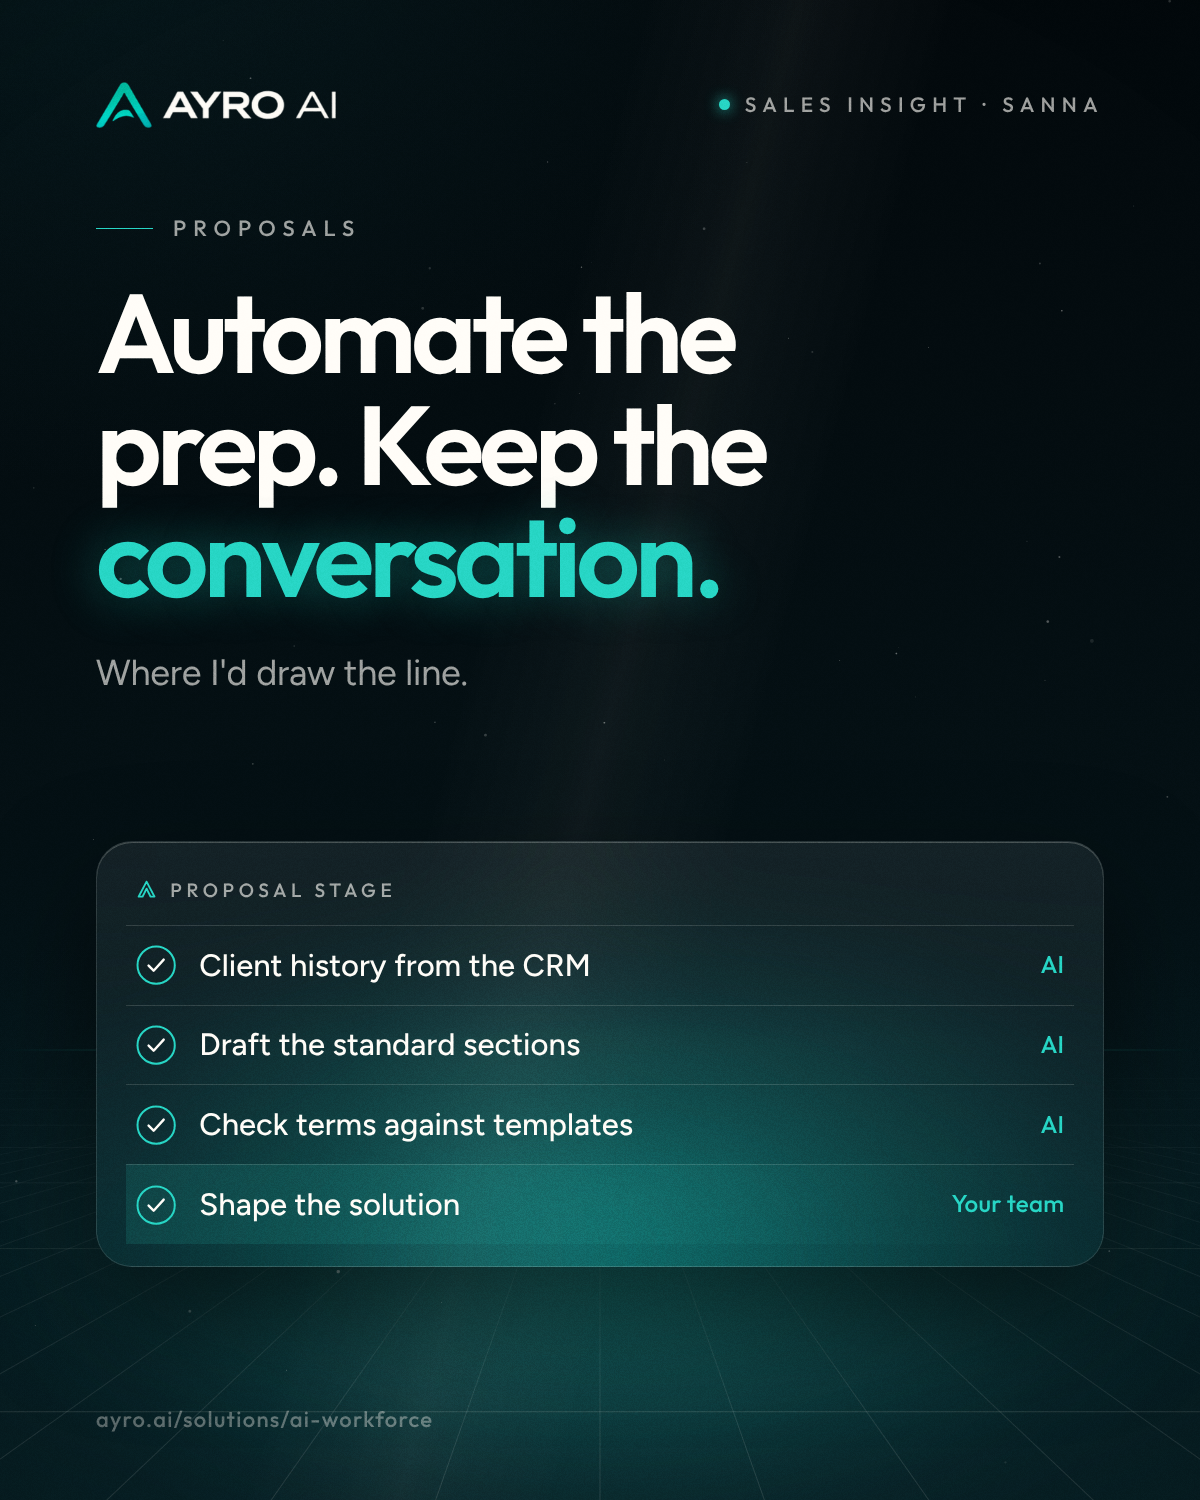 AYRO AI
SALES INSIGHT · SANNA
PROPOSALS
Automate the
prep. Keep the
conversation.
Where I'd draw the line.
PROPOSAL STAGE
Client history from the CRM
AI
Draft the standard sections
AI
Check terms against templates
AI
Shape the solution
Your team
ayro.ai/solutions/ai-workforce